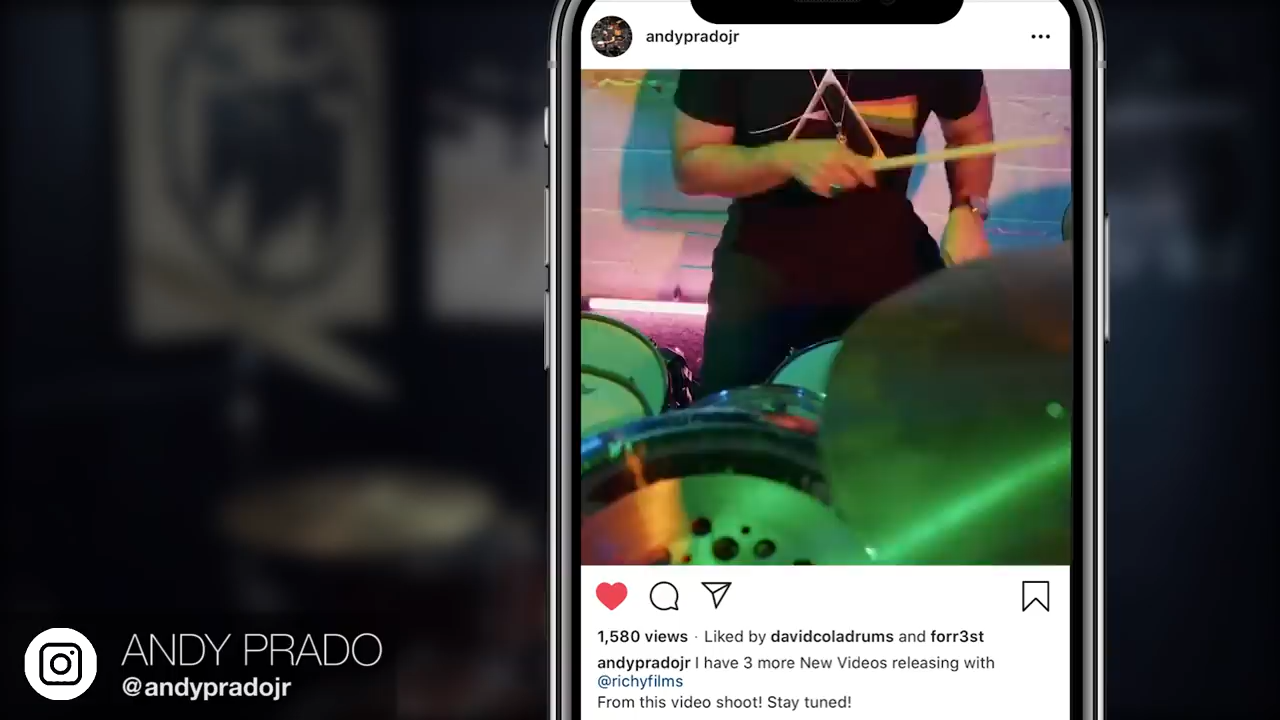 andypradojr
1,580 views · Liked by davidcoladrums and forr3st
andypradojr I have 3 more New Videos releasing with
@richyfilms
From this video shoot! Stay tuned!
ANDY PRADO
@andypradojr